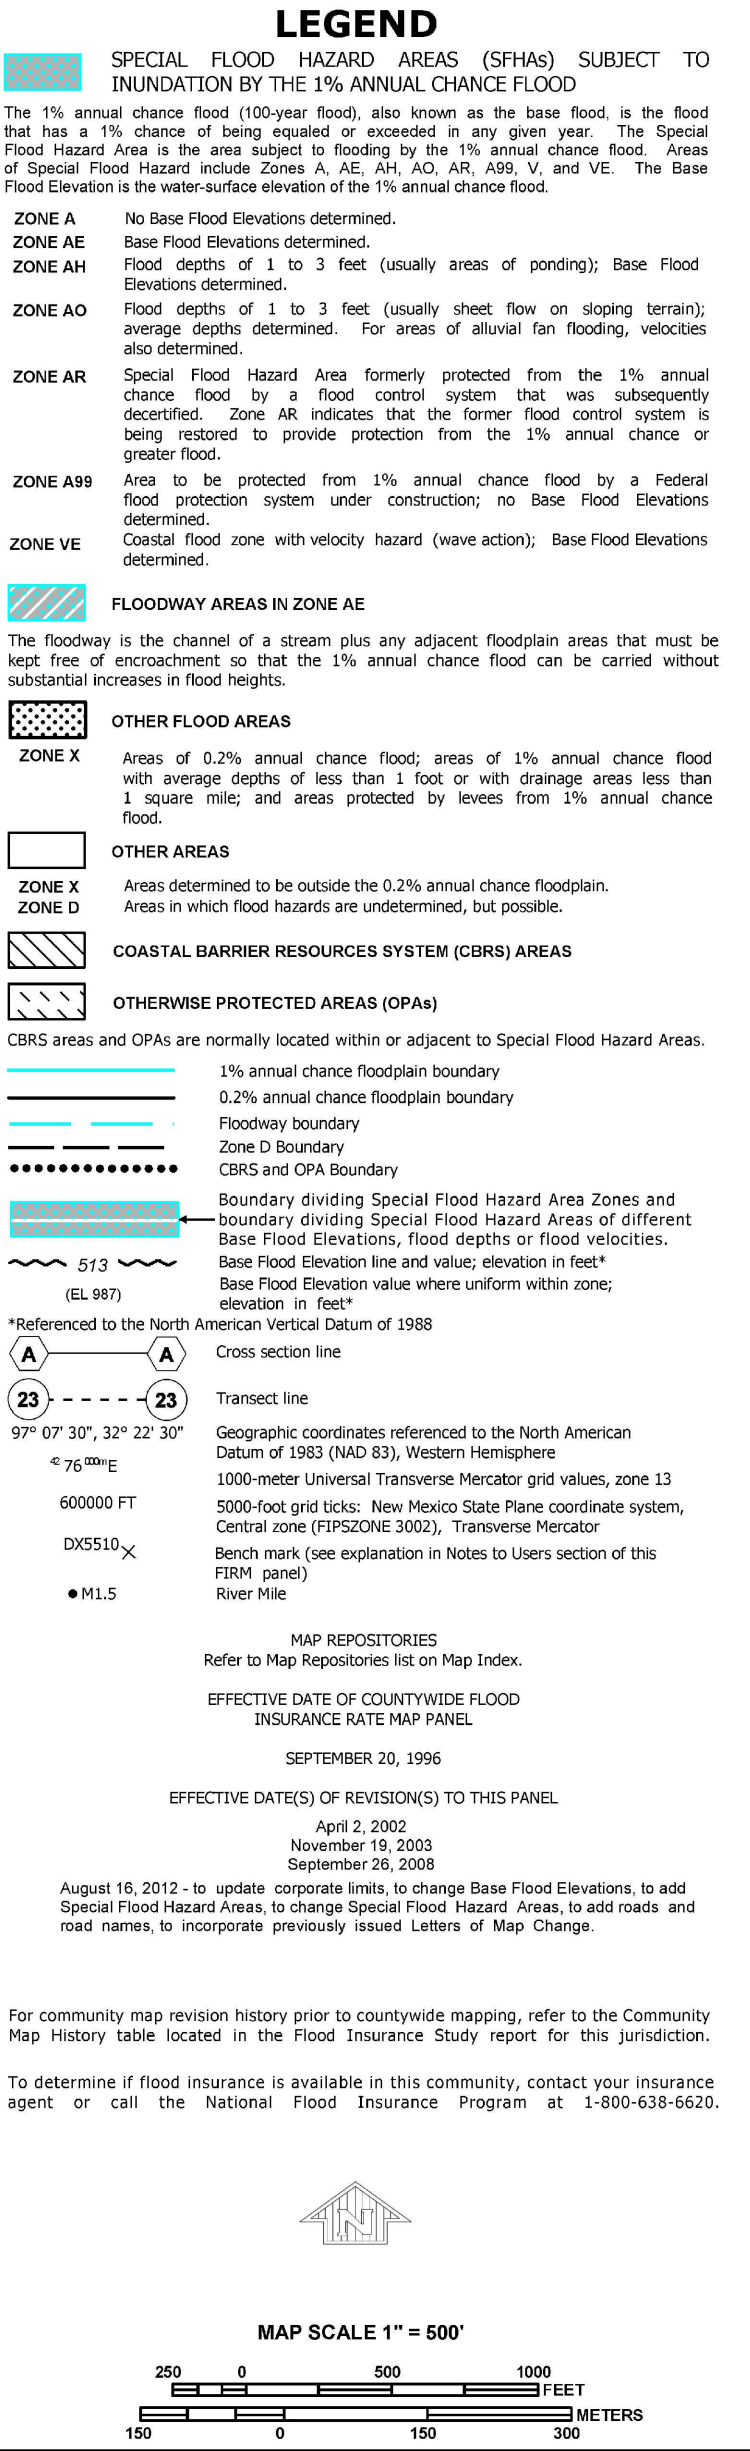 LEGEND
SPECIAL FLOOD HAZARD AREAS (SFHAs) SUBJECT TO
INUNDATION BY THE 1% ANNUAL CHANCE FLOOD
The 1% annual chance flood (100-year flood), also known as the base flood, is the flood
that has a 1% chance of being equaled or exceeded in any given year. The Special
Flood Hazard Area is the area subject to flooding by the 1% annual chance flood. Areas
of Special Flood Hazard include Zones A, AE, AH, AO, AR, A99, V, and VE. The Base
Flood Elevation is the water-surface elevation of the 1% annual chance flood.
ZONE A No Base Flood Elevations determined.
ZONE AE Base Flood Elevations determined.
ZONE AH Flood depths of 1 to 3 feet (usually areas of ponding); Base Flood
Elevations determined.
ZONE AO Flood depths of 1 to 3 feet (usually sheet flow on sloping terrain);
average depths determined. For areas of alluvial fan flooding, velocities
also determined.
ZONE AR Special Flood Hazard Area formerly protected from the 1% annual
chance flood by a flood control system that was subsequently
decertified. Zone AR indicates that the former flood control system is
being restored to provide protection from the 1% annual chance or
greater flood.
ZONE A99 Area to be protected from 1% annual chance flood by a Federal
flood protection system under construction; no Base Flood Elevations
determined.
ZONE VE Coastal flood zone with velocity hazard (wave action); Base Flood Elevations
determined.
FLOODWAY AREAS IN ZONE AE
The floodway is the channel of a stream plus any adjacent floodplain areas that must be
kept free of encroachment so that the 1% annual chance flood can be carried without
substantial increases in flood heights.
OTHER FLOOD AREAS
ZONE X Areas of 0.2% annual chance flood; areas of 1% annual chance flood
with average depths of less than 1 foot or with drainage areas less than
1 square mile; and areas protected by levees from 1% annual chance
flood.
OTHER AREAS
ZONE X Areas determined to be outside the 0.2% annual chance floodplain.
ZONE D Areas in which flood hazards are undetermined, but possible.
COASTAL BARRIER RESOURCES SYSTEM (CBRS) AREAS
OTHERWISE PROTECTED AREAS (OPAs)
CBRS areas and OPAs are normally located within or adjacent to Special Flood Hazard Areas.
1% annual chance floodplain boundary
0.2% annual chance floodplain boundary
Floodway boundary
Zone D Boundary
CBRS and OPA Boundary
Boundary dividing Special Flood Hazard Area Zones and
boundary dividing Special Flood Hazard Areas of different
Base Flood Elevations, flood depths or flood velocities.
513 Base Flood Elevation line and value; elevation in feet*
(EL 987) Base Flood Elevation value where uniform within zone;
elevation in feet*
*Referenced to the North American Vertical Datum of 1988
A A Cross section line
23 23 Transect line
97° 07' 30", 32° 22' 30" Geographic coordinates referenced to the North American
Datum of 1983 (NAD 83), Western Hemisphere
42 76 000m E 1000-meter Universal Transverse Mercator grid values, zone 13
600000 FT 5000-foot grid ticks: New Mexico State Plane coordinate system,
Central zone (FIPSZONE 3002), Transverse Mercator
DX5510 Bench mark (see explanation in Notes to Users section of this
FIRM panel)
M1.5 River Mile
MAP REPOSITORIES
Refer to Map Repositories list on Map Index.
EFFECTIVE DATE OF COUNTYWIDE FLOOD
INSURANCE RATE MAP PANEL
SEPTEMBER 20, 1996
EFFECTIVE DATE(S) OF REVISION(S) TO THIS PANEL
April 2, 2002
November 19, 2003
September 26, 2008
August 16, 2012 - to update corporate limits, to change Base Flood Elevations, to add
Special Flood Hazard Areas, to change Special Flood Hazard Areas, to add roads and
road names, to incorporate previously issued Letters of Map Change.
For community map revision history prior to countywide mapping, refer to the Community
Map History table located in the Flood Insurance Study report for this jurisdiction.
To determine if flood insurance is available in this community, contact your insurance
agent or call the National Flood Insurance Program at 1-800-638-6620.
N
MAP SCALE 1" = 500'
250 0 500 1000
FEET
METERS
150 0 150 300